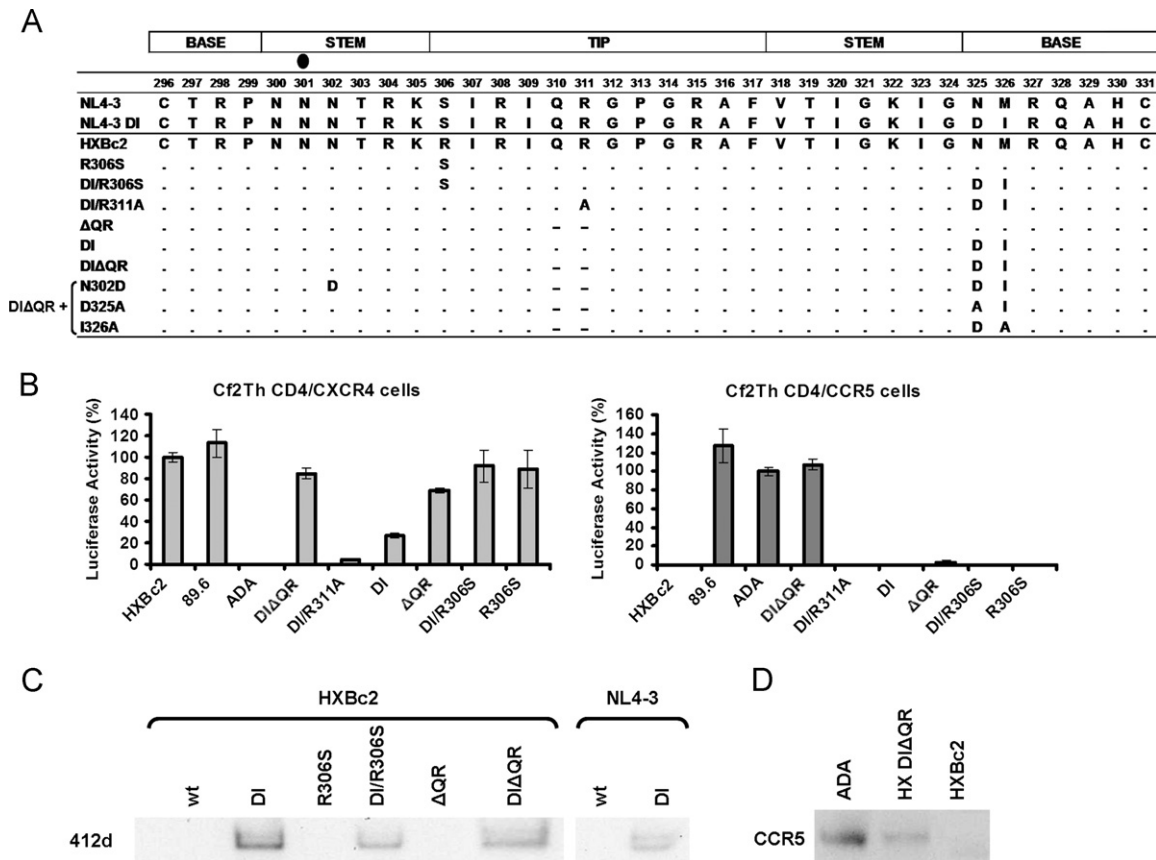 A
BASE STEM TIP STEM BASE
296 297 298 299 300 301 302 303 304 305 306 307 308 309 310 311 312 313 314 315 316 317 318 319 320 321 322 323 324 325 326 327 328 329 330 331
NL4-3 C T R P N N N T R K S I R I Q R G P G R A F V T I G K I G N M R Q A H C
NL4-3 DI C T R P N N N T R K S I R I Q R G P G R A F V T I G K I G D I R Q A H C
HXBc2 C T R P N N N T R K R I R I Q R G P G R A F V T I G K I G N M R Q A H C
R306S . . . . . . . . . . S . . . . . . . . . . . . . . . . . . . . . . . . .
DI/R306S . . . . . . . . . . S . . . . . . . . . . . . . . . . . . D I . . . . .
DI/R311A . . . . . . . . . . . . . . . A . . . . . . . . . . . . . D I . . . . .
ΔQR . . . . . . . . . . . . . . – – . . . . . . . . . . . . . . . . . . . .
DI . . . . . . . . . . . . . . . . . . . . . . . . . . . . . D I . . . . .
DIΔQR . . . . . . . . . . . . . . – – . . . . . . . . . . . . . D I . . . . .
DIΔQR +
N302D . . . . . . D . . . . . . . – – . . . . . . . . . . . . . D I . . . . .
D325A . . . . . . . . . . . . . . – – . . . . . . . . . . . . . A I . . . . .
I326A . . . . . . . . . . . . . . – – . . . . . . . . . . . . . D A . . . . .
B
Cf2Th CD4/CXCR4 cells
Luciferase Activity (%)
140
120
100
80
60
40
20
0
HXBc2 89.6 ADA DIΔQR DI/R311A DI ΔQR DI/R306S R306S
Cf2Th CD4/CCR5 cells
Luciferase Activity (%)
160
140
120
100
80
60
40
20
0
HXBc2 89.6 ADA DIΔQR DI/R311A DI ΔQR DI/R306S R306S
C
HXBc2 NL4-3
wt DI R306S DI/R306S ΔQR DIΔQR wt DI
412d
D
ADA HX DIΔQR HXBc2
CCR5